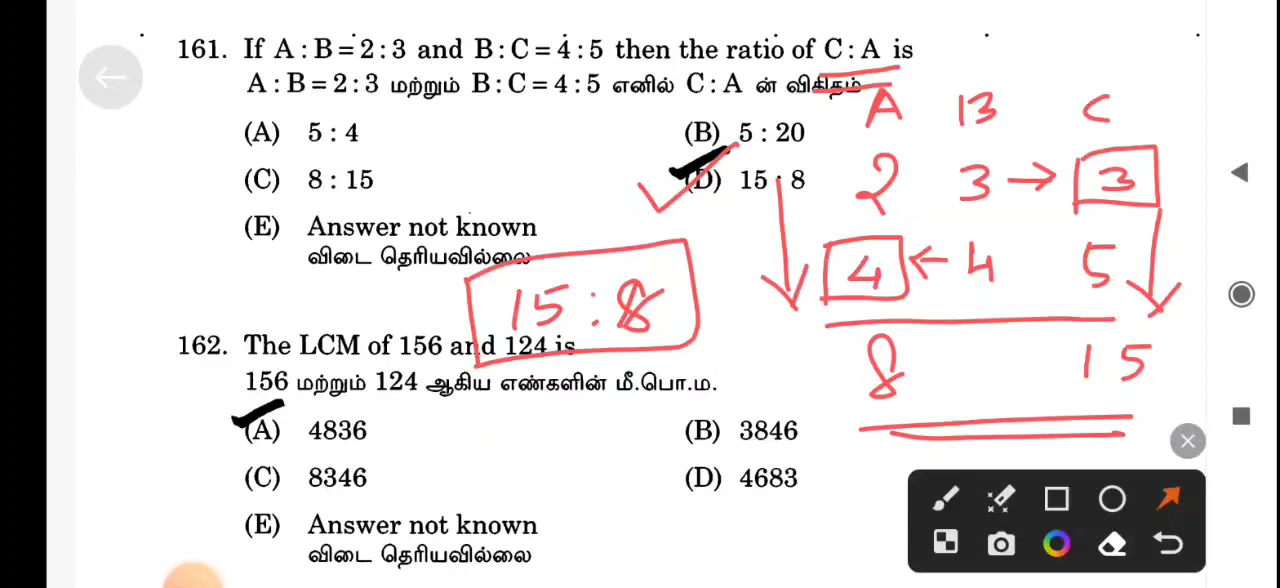 161. If A : B = 2 : 3 and B : C = 4 : 5 then the ratio of C : A is
A : B = 2 : 3 மற்றும் B : C = 4 : 5 எனில் C : A ன் விகிதம்
(A) 5 : 4
(B) 5 : 20
(C) 8 : 15
(D) 15 : 8
(E) Answer not known
விடை தெரியவில்லை
A B C
2 3 → 3
4 ← 4 5
8 15
15 : 8
162. The LCM of 156 and 124 is
156 மற்றும் 124 ஆகிய எண்களின் மீ.பொ.ம.
(A) 4836
(B) 3846
(C) 8346
(D) 4683
(E) Answer not known
விடை தெரியவில்லை